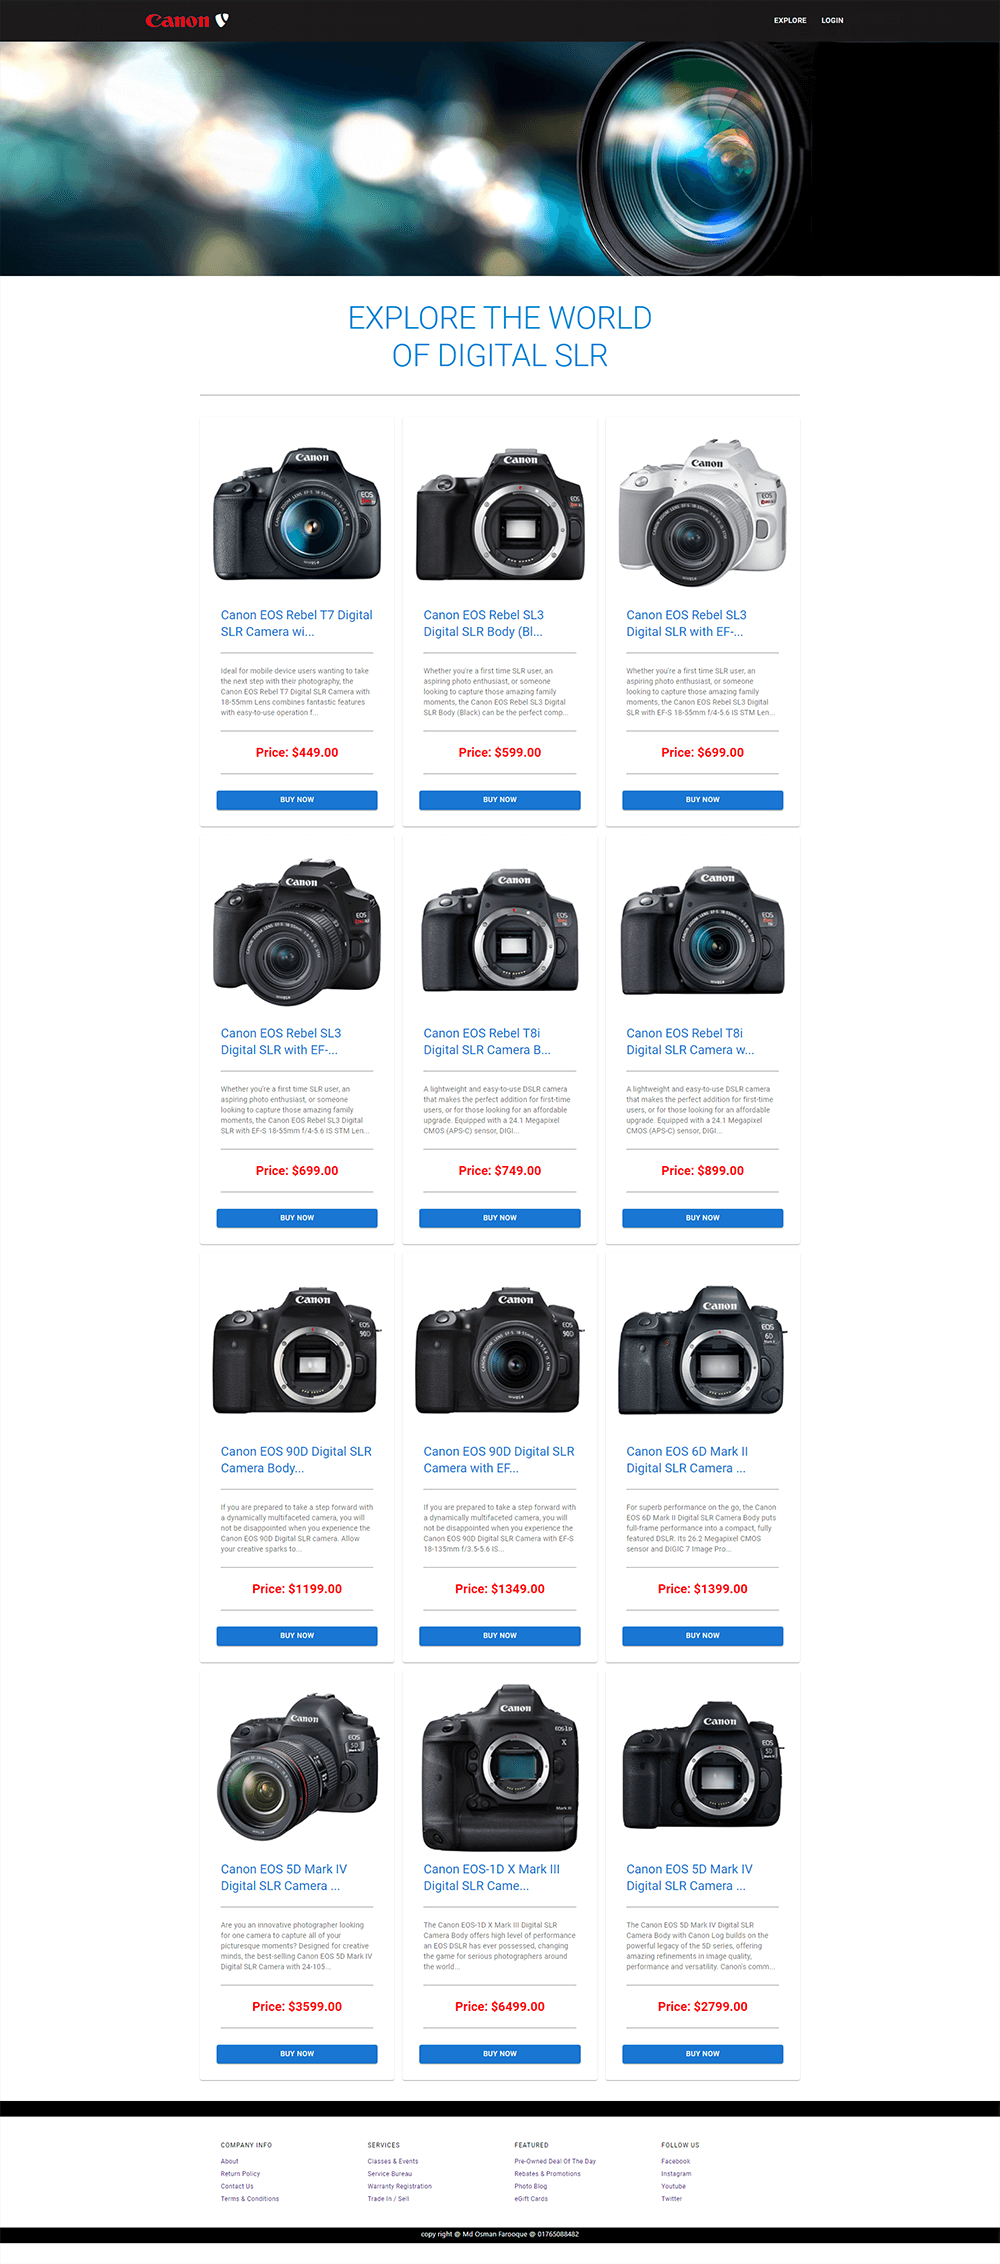 Canon
EXPLORE LOGIN
EXPLORE THE WORLD
OF DIGITAL SLR
Canon EOS Rebel T7 Digital
SLR Camera wi...
Ideal for mobile device users wanting to take
the next step with their photography, the
Canon EOS Rebel T7 Digital SLR Camera with
18-55mm Lens combines fantastic features
with easy-to-use operation f...
Price: $449.00
BUY NOW
Canon EOS Rebel SL3
Digital SLR Body (Bl...
Whether you're a first time SLR user, an
aspiring photo enthusiast, or someone
looking to capture those amazing family
moments, the Canon EOS Rebel SL3 Digital
SLR Body (Black) can be the perfect comp...
Price: $599.00
BUY NOW
Canon EOS Rebel SL3
Digital SLR with EF-...
Whether you're a first time SLR user, an
aspiring photo enthusiast, or someone
looking to capture those amazing family
moments, the Canon EOS Rebel SL3 Digital
SLR with EF-S 18-55mm f/4-5.6 IS STM Len...
Price: $699.00
BUY NOW
Canon EOS Rebel SL3
Digital SLR with EF-...
Whether you're a first time SLR user, an
aspiring photo enthusiast, or someone
looking to capture those amazing family
moments, the Canon EOS Rebel SL3 Digital
SLR with EF-S 18-55mm f/4-5.6 IS STM Len...
Price: $699.00
BUY NOW
Canon EOS Rebel T8i
Digital SLR Camera B...
A lightweight and easy-to-use DSLR camera
that makes the perfect addition for first-time
users, or for those looking for an affordable
upgrade. Equipped with a 24.1 Megapixel
CMOS (APS-C) sensor, DIGI...
Price: $749.00
BUY NOW
Canon EOS Rebel T8i
Digital SLR Camera w...
A lightweight and easy-to-use DSLR camera
that makes the perfect addition for first-time
users, or for those looking for an affordable
upgrade. Equipped with a 24.1 Megapixel
CMOS (APS-C) sensor, DIGI...
Price: $899.00
BUY NOW
Canon EOS 90D Digital SLR
Camera Body...
If you are prepared to take a step forward with
a dynamically multifaceted camera, you will
not be disappointed when you experience the
Canon EOS 90D Digital SLR camera. Allow
your creative sparks to...
Price: $1199.00
BUY NOW
Canon EOS 90D Digital SLR
Camera with EF...
If you are prepared to take a step forward with
a dynamically multifaceted camera, you will
not be disappointed when you experience the
Canon EOS 90D Digital SLR Camera with EF-S
18-135mm f/3.5-5.6 IS...
Price: $1349.00
BUY NOW
Canon EOS 6D Mark II
Digital SLR Camera ...
For superb performance on the go, the Canon
EOS 6D Mark II Digital SLR Camera Body puts
full-frame performance into a compact, fully
featured DSLR. Its 26.2 Megapixel CMOS
sensor and DIGIC 7 Image Pro...
Price: $1399.00
BUY NOW
Canon EOS 5D Mark IV
Digital SLR Camera ...
Are you an innovative photographer looking
for one camera to capture all of your
picturesque moments? Designed for creative
minds, the best-selling Canon EOS 5D Mark IV
Digital SLR Camera with 24-105...
Price: $3599.00
BUY NOW
Canon EOS-1D X Mark III
Digital SLR Came...
The Canon EOS-1D X Mark III Digital SLR
Camera Body offers high level of performance
an EOS DSLR has ever possessed, changing
the game for serious photographers around
the world...
Price: $6499.00
BUY NOW
Canon EOS 5D Mark IV
Digital SLR Camera ...
The Canon EOS 5D Mark IV Digital SLR
Camera Body with Canon Log builds on the
powerful legacy of the 5D series, offering
amazing refinements in image quality,
performance and versatility. Canon's comm...
Price: $2799.00
BUY NOW
COMPANY INFO
About
Return Policy
Contact Us
Terms & Conditions
SERVICES
Classes & Events
Service Bureau
Warranty Registration
Trade In / Sell
FEATURED
Pre-Owned Deal Of The Day
Rebates & Promotions
Photo Blog
eGift Cards
FOLLOW US
Facebook
Instagram
Youtube
Twitter
copy right @ Md Osman Farooque @ 01765088482